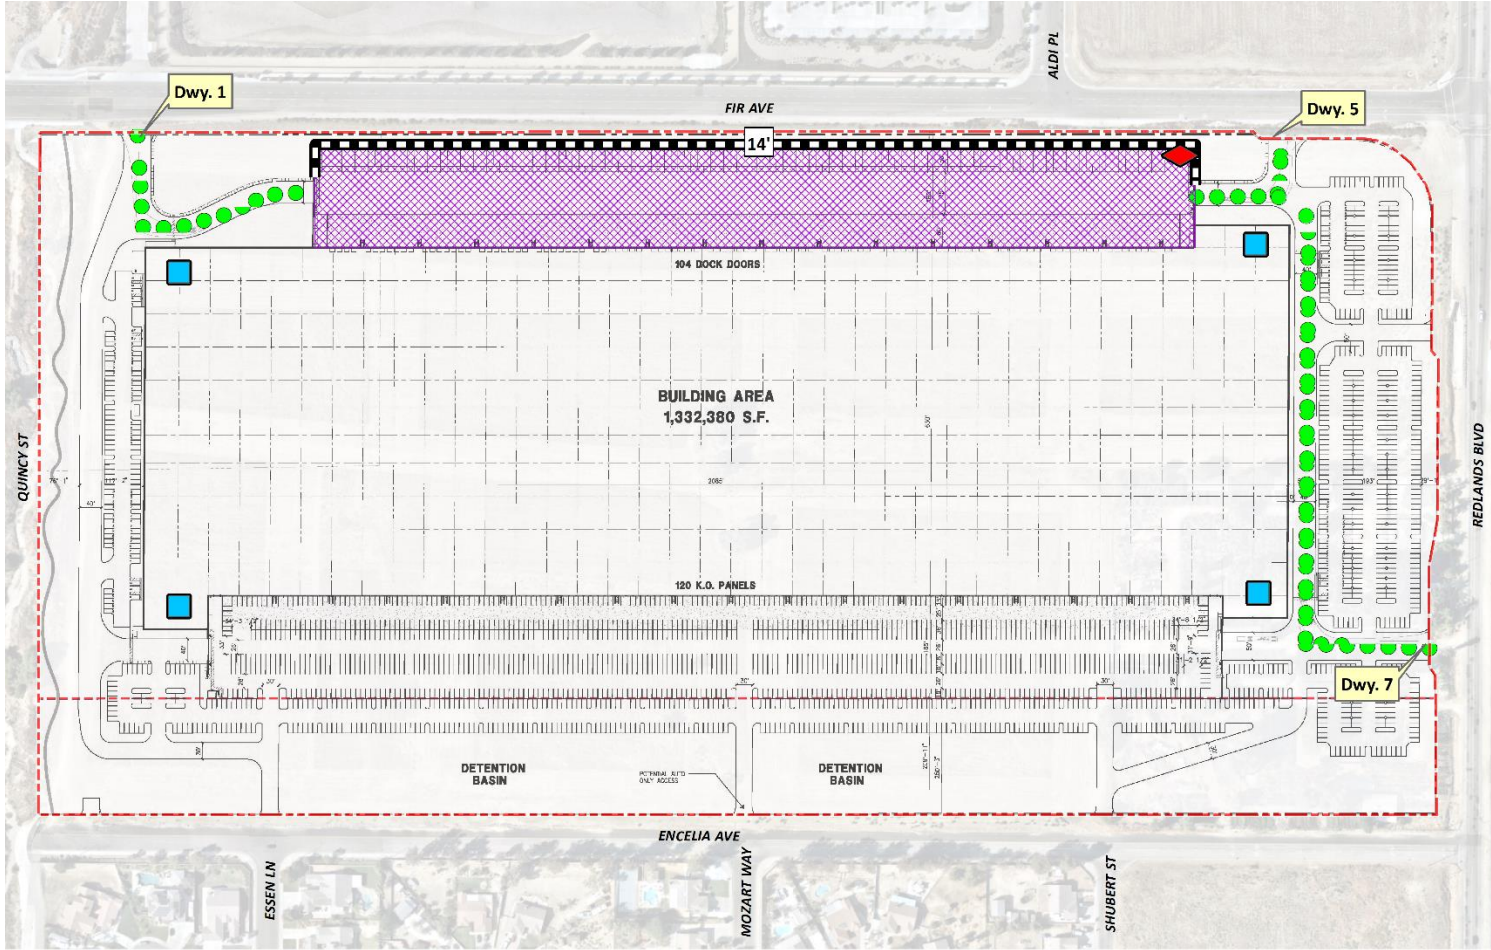 ALDI PL
Dwy. 1
FIR AVE
Dwy. 5
14'
104 DOCK DOORS
BUILDING AREA
1,332,380 S.F.
QUINCY ST
REDLANDS BLVD
120 K.O. PANELS
Dwy. 7
DETENTION
BASIN
POTENTIAL AUTO
ONLY ACCESS
DETENTION
BASIN
ENCELIA AVE
ESSEN LN
MOZART WAY
SHUBERT ST